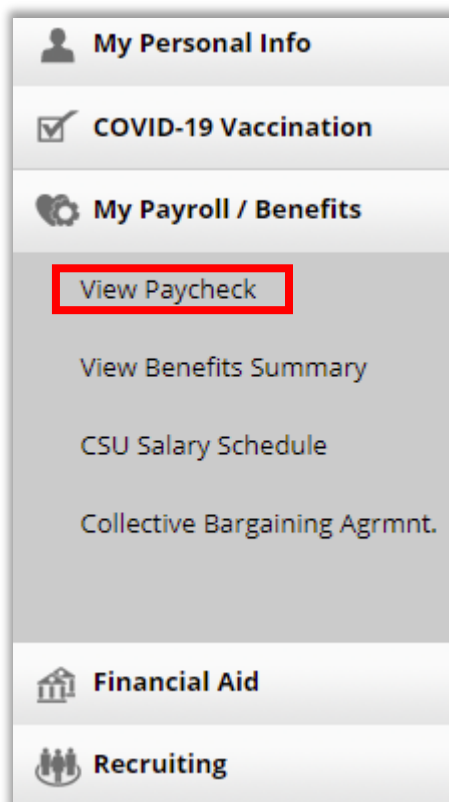 My Personal Info
COVID-19 Vaccination
My Payroll / Benefits
View Paycheck
View Benefits Summary
CSU Salary Schedule
Collective Bargaining Agrmnt.
Financial Aid
Recruiting